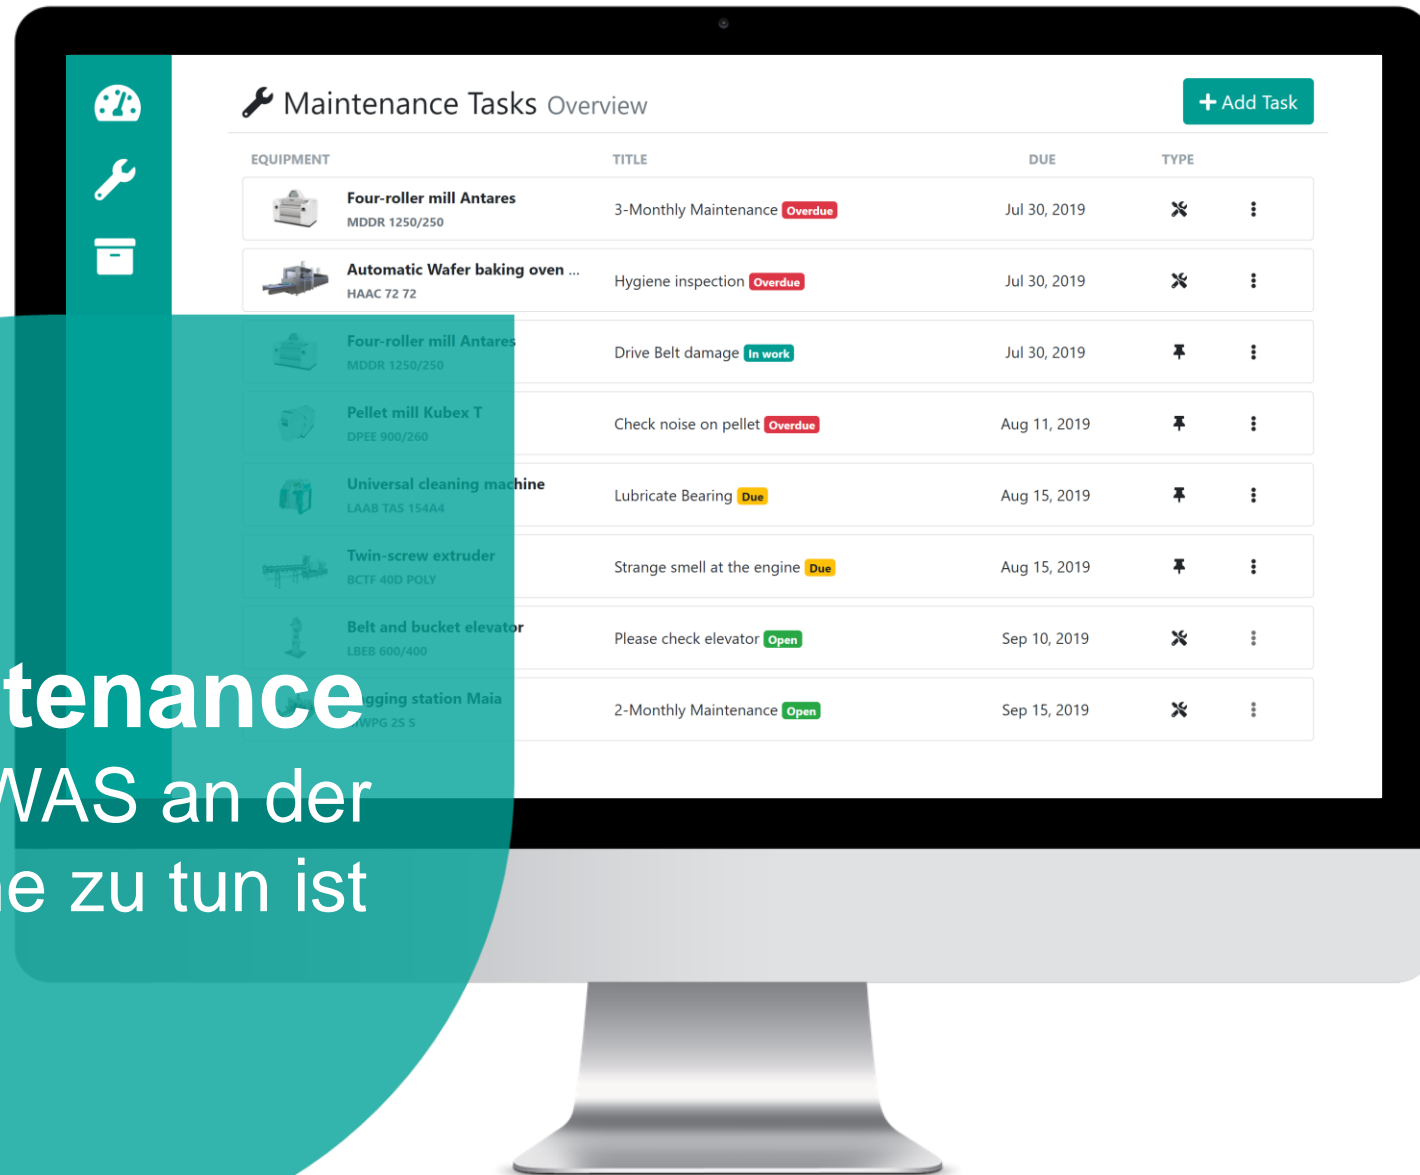 Maintenance Tasks Overview
+ Add Task
EQUIPMENT TITLE DUE TYPE
Four-roller mill Antares
MDDR 1250/250
3-Monthly Maintenance Overdue Jul 30, 2019
Automatic Wafer baking oven ...
HAAC 72 72
Hygiene inspection Overdue Jul 30, 2019
Four-roller mill Antares
MDDR 1250/250
Drive Belt damage In work Jul 30, 2019
Pellet mill Kubex T
DPEE 900/260
Check noise on pellet Overdue Aug 11, 2019
Universal cleaning machine
LAAB TAS 154A4
Lubricate Bearing Due Aug 15, 2019
Twin-screw extruder
BCTF 40D POLY
Strange smell at the engine Due Aug 15, 2019
Belt and bucket elevator
LBEB 600/400
Please check elevator Open Sep 10, 2019
station Maia
2S S
2-Monthly Maintenance Open Sep 15, 2019
tenance
WAS an der
e zu tun ist